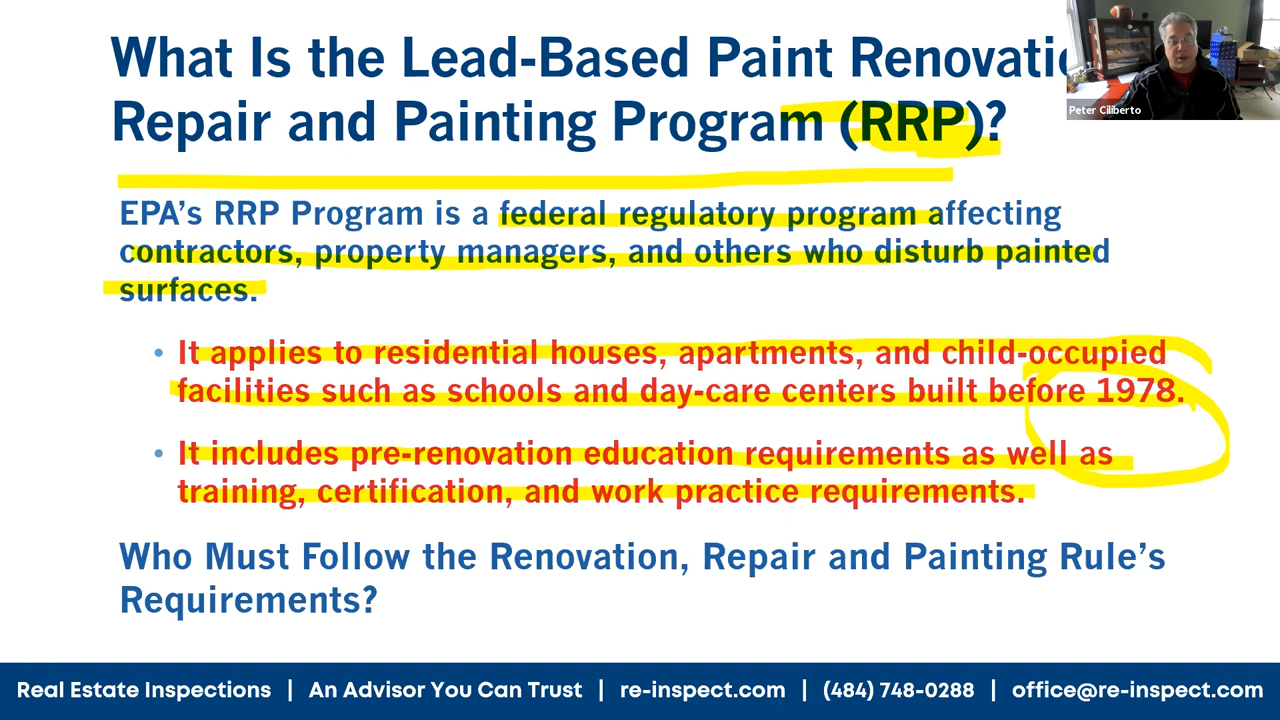 What Is the Lead-Based Paint Renovatio
Repair and Painting Program (RRP)?
Peter Ciliberto
EPA’s RRP Program is a federal regulatory program affecting
contractors, property managers, and others who disturb painted
surfaces.
• It applies to residential houses, apartments, and child-occupied
facilities such as schools and day-care centers built before 1978.
• It includes pre-renovation education requirements as well as
training, certification, and work practice requirements.
Who Must Follow the Renovation, Repair and Painting Rule’s
Requirements?
Real Estate Inspections | An Advisor You Can Trust | re-inspect.com | (484) 748-0288 | office@re-inspect.com